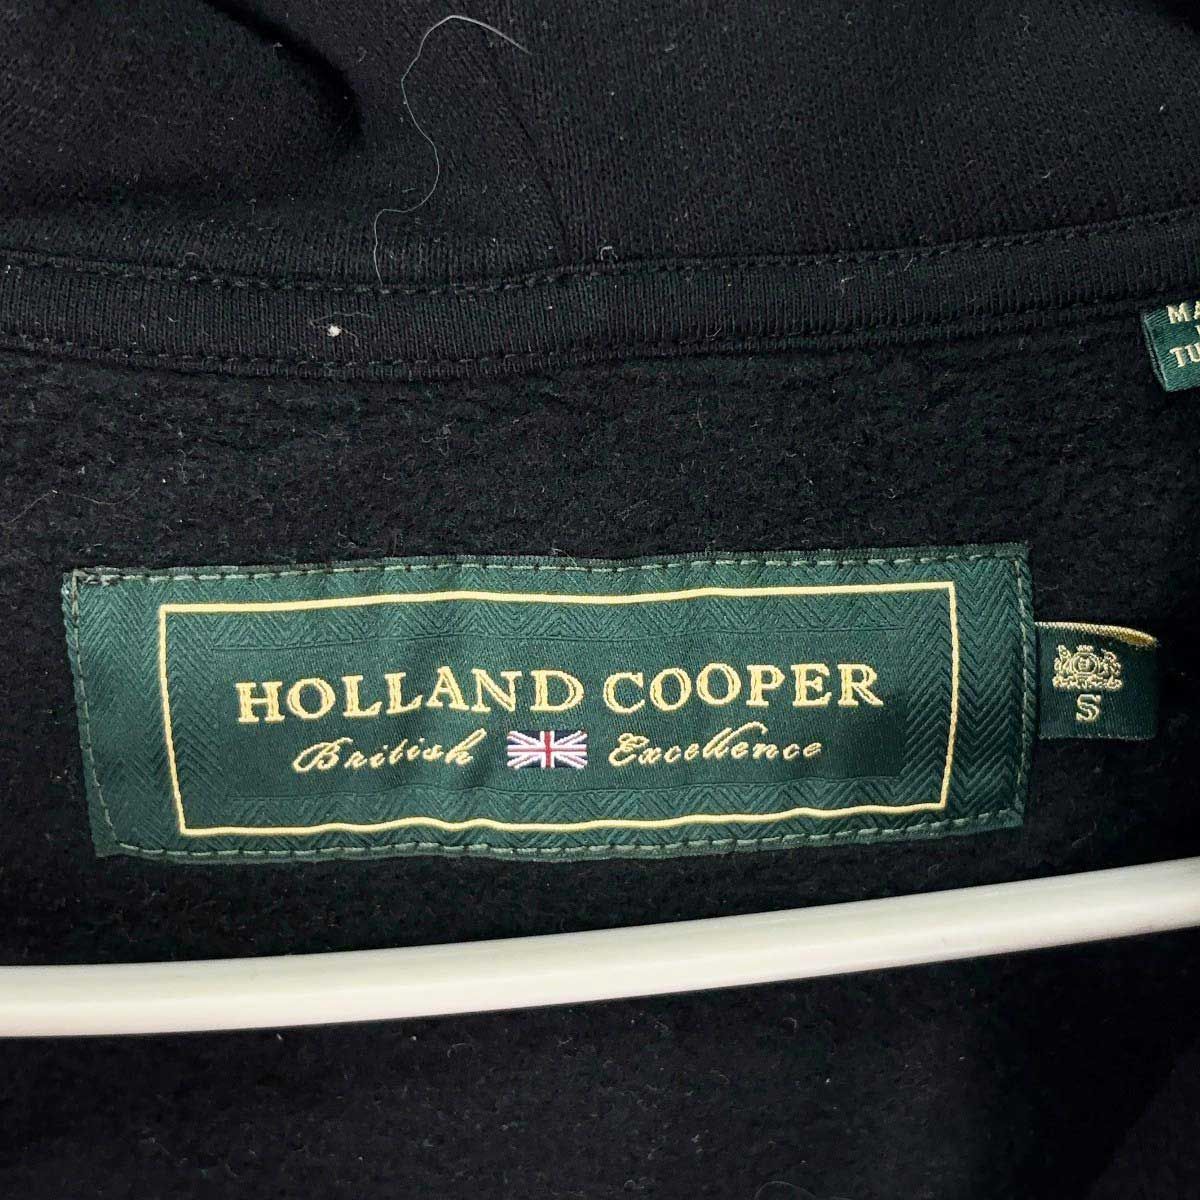 HOLLAND COOPER
British Excellence
S